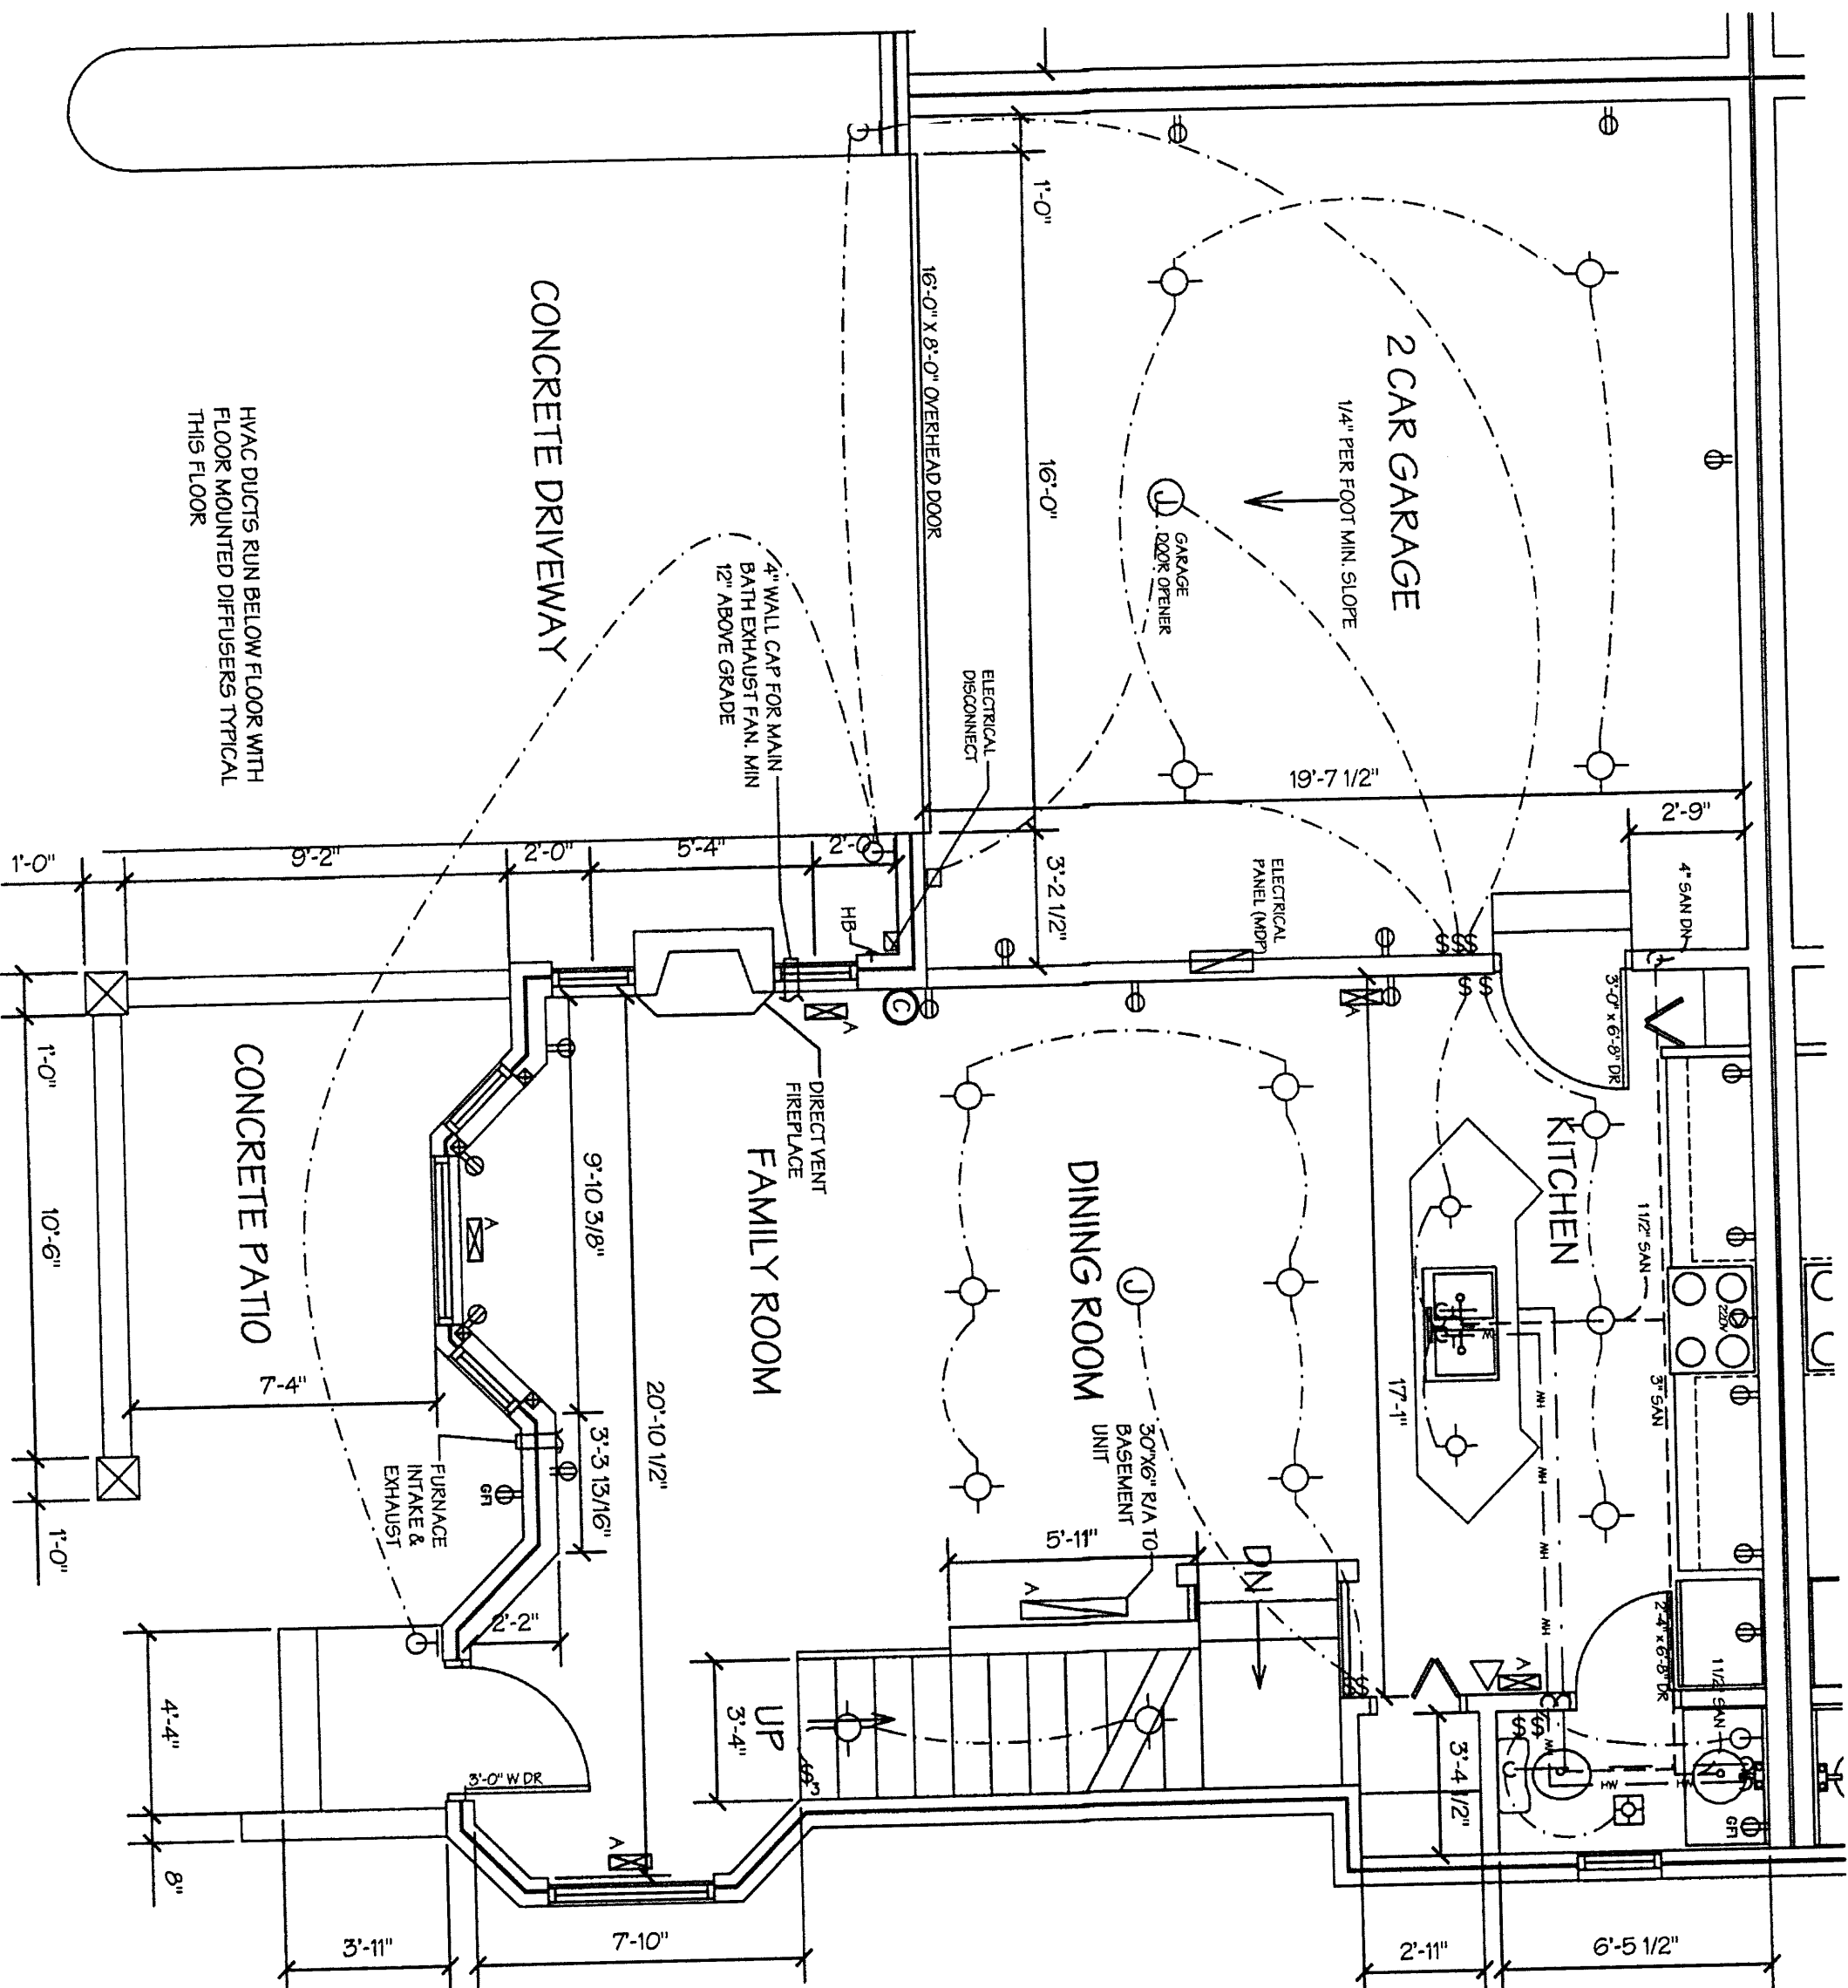 2 CAR GARAGE
1/4" PER FOOT MIN. SLOPE
GARAGE
DOOR OPENER
J
1'-0"
16'-0"
16'-0" X 8'-0" OVERHEAD DOOR
CONCRETE DRIVEWAY
HVAC DUCTS RUN BELOW FLOOR WITH
FLOOR MOUNTED DIFFUSERS TYPICAL
THIS FLOOR
4" WALL CAP FOR MAIN
BATH EXHAUST FAN. MIN
12" ABOVE GRADE
ELECTRICAL
DISCONNECT
19'-7 1/2"
2'-9"
4" SAN DN
ELECTRICAL
PANEL (MDP)
3'-2 1/2"
HB
2'-0
5'-4"
2'-0"
9'-2"
1'-0"
C
A
A
3'-0" x 6'-8" DR
KITCHEN
1 1/2" SAN
220V
3" SAN
HW
HW
HW
17'-1"
DINING ROOM
J
30"X6" R/A TO
BASEMENT
UNIT
FAMILY ROOM
DIRECT VENT
FIREPLACE
9'-10 3/8"
20'-10 1/2"
3'-3 13/16"
A
CONCRETE PATIO
1'-0"
10'-6"
1'-0"
7'-4"
FURNACE
INTAKE &
EXHAUST
GFI
5'-11"
DN
A
2'-2"
UP
3'-4"
$3
2'-4" x 6'-8" DR
1 1/2" SAN
A
3'-4 1/2"
HW
HW
HW
GFI
4'-4"
8"
3'-0" W DR
A
3'-11"
7'-10"
2'-11"
6'-5 1/2"